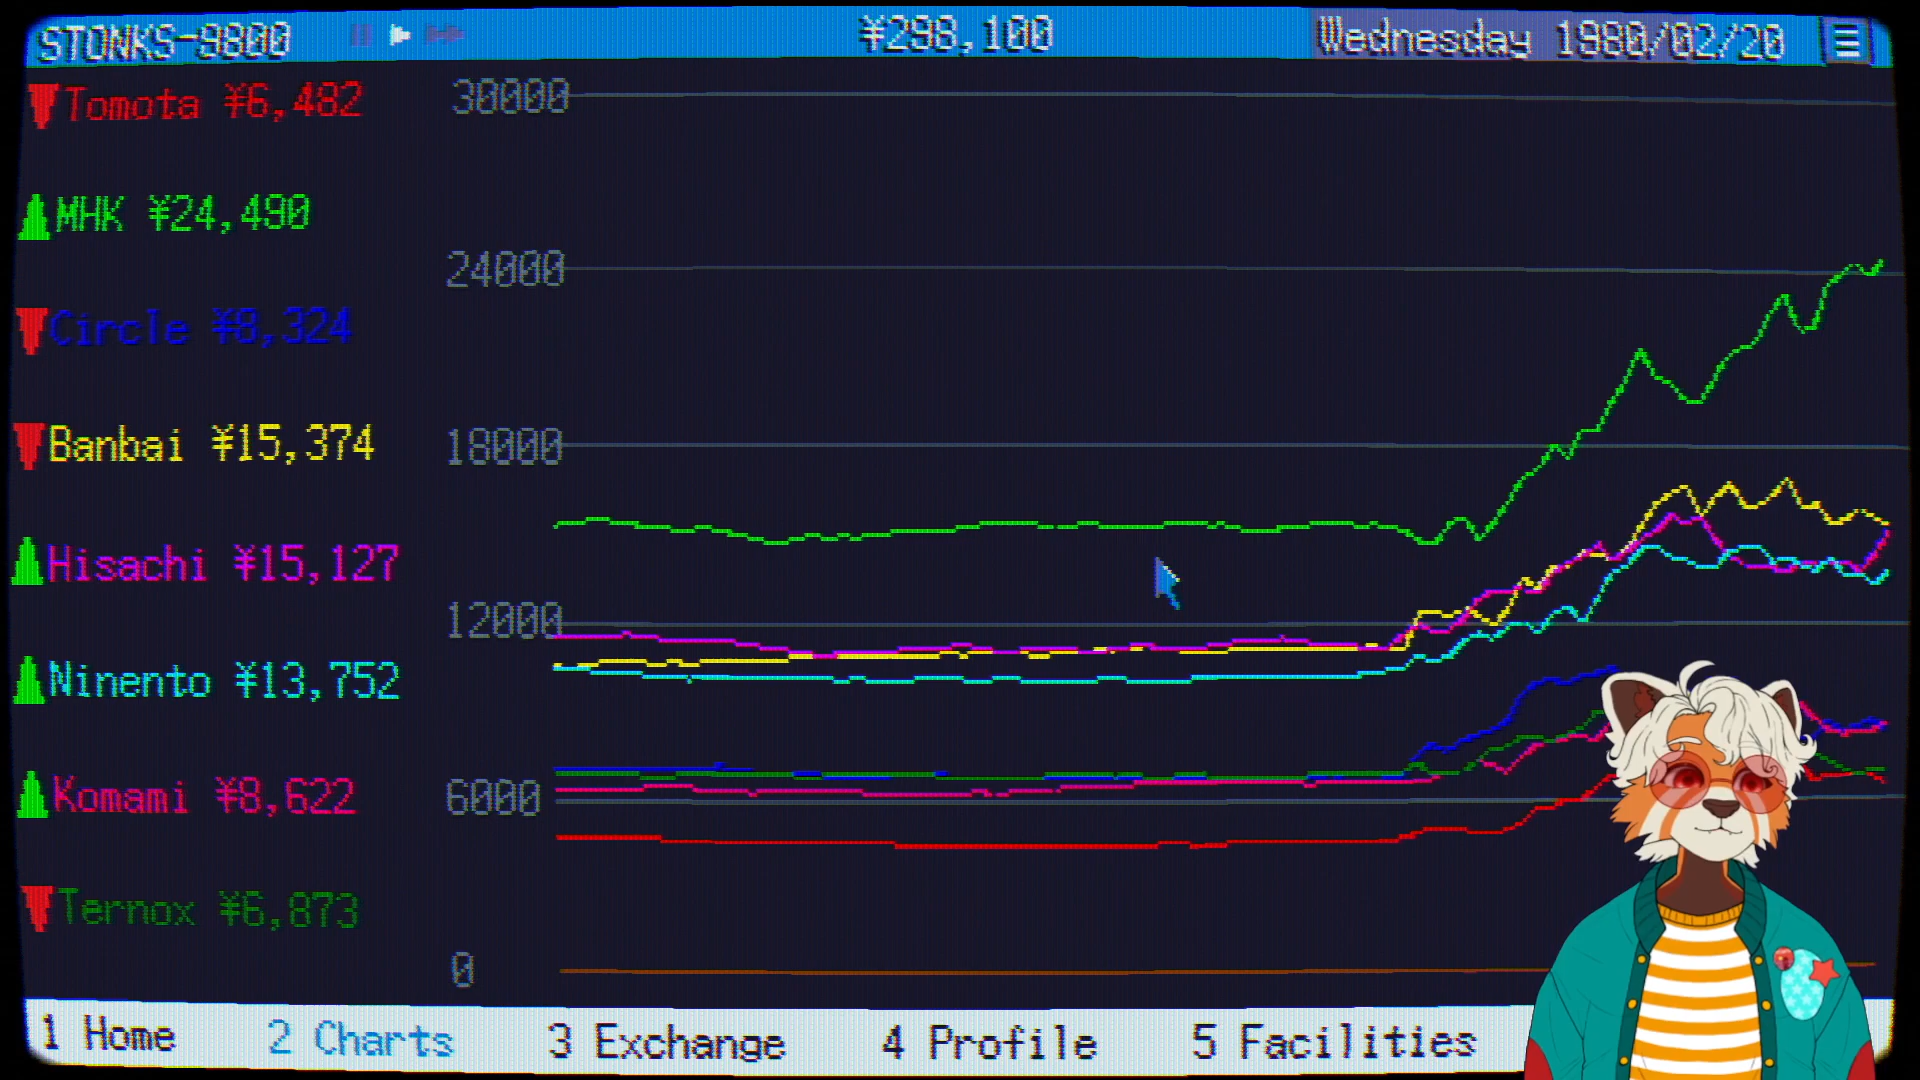 STONKS-9800
¥298,100
Wednesday 1980/02/20
Tomota ¥6,482
MHK ¥24,490
Circle ¥8,324
Banbai ¥15,374
Hisachi ¥15,127
Ninento ¥13,752
Komami ¥8,622
Ternox ¥6,873
30000
24000
18000
12000
6000
0
1 Home
2 Charts
3 Exchange
4 Profile
5 Facilities